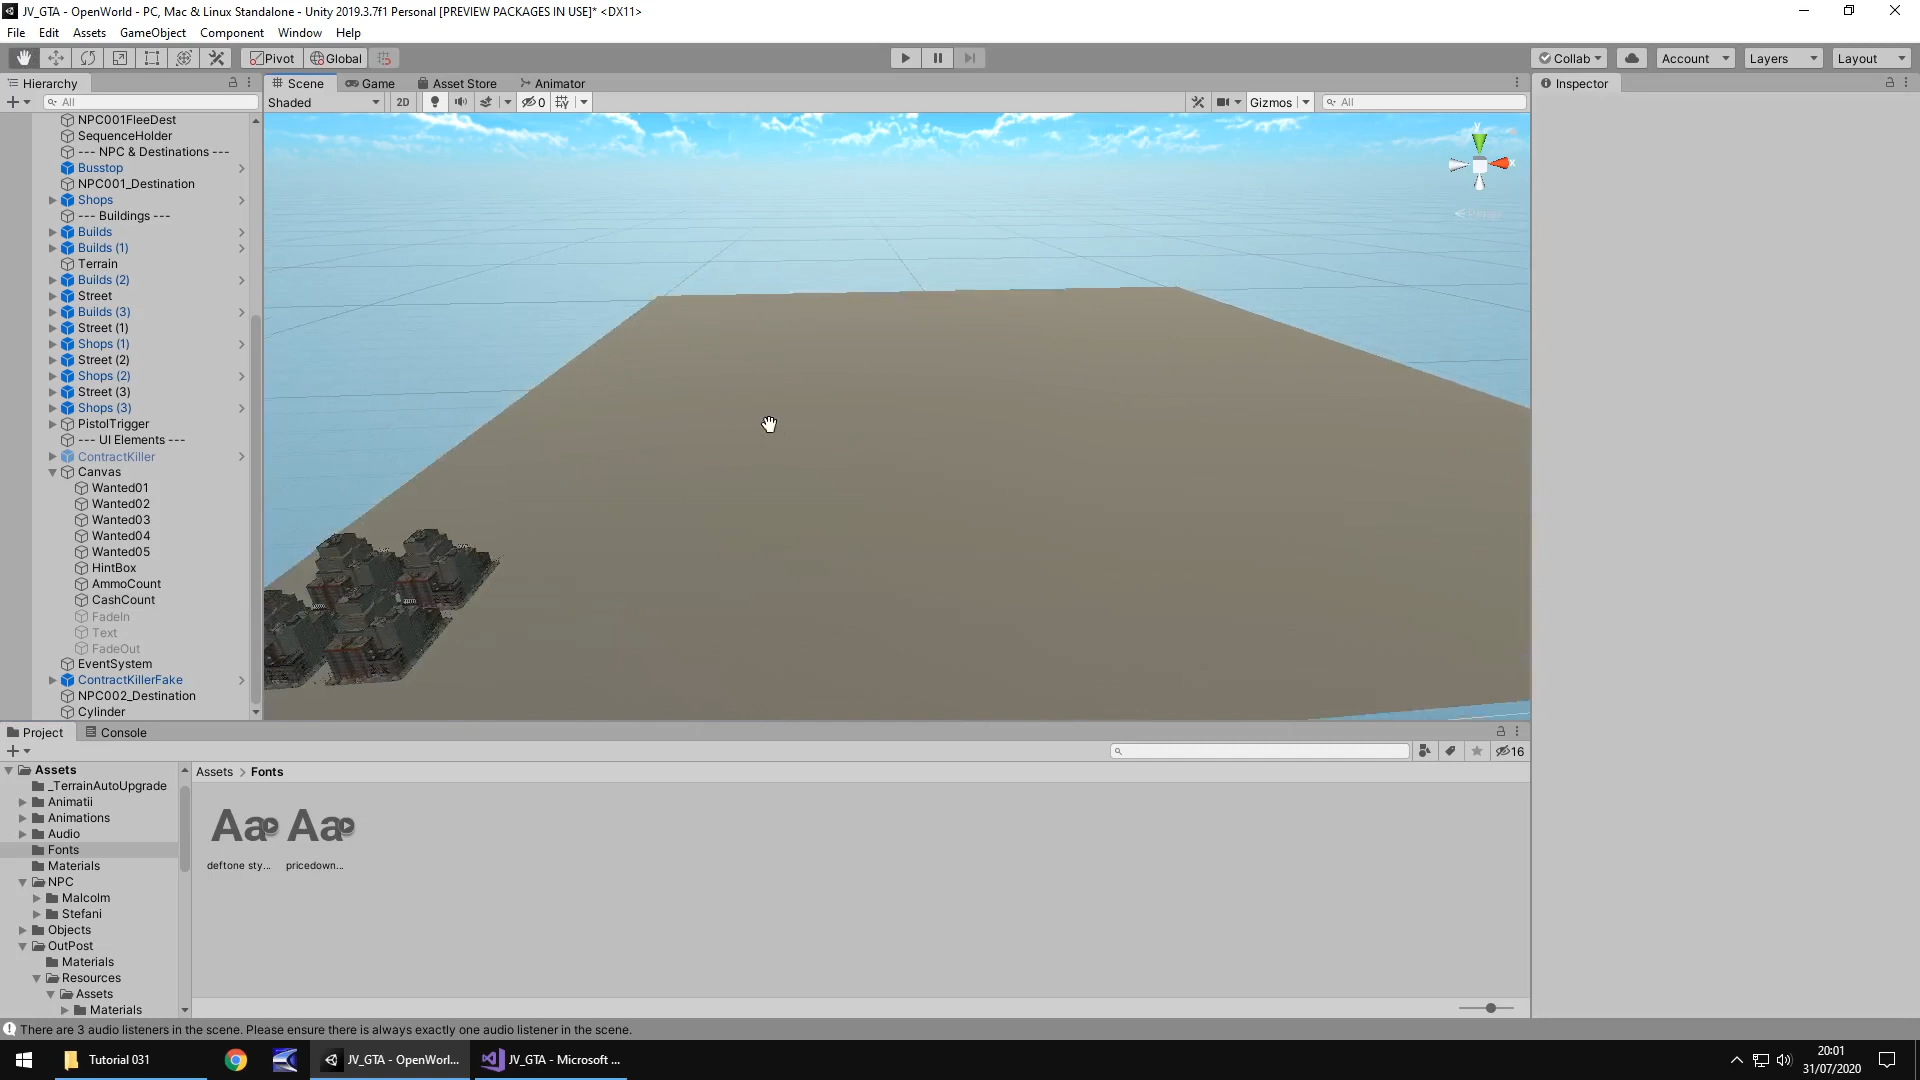 JV_GTA - OpenWorld - PC, Mac & Linux Standalone - Unity 2019.3.7f1 Personal [PREVIEW PACKAGES IN USE]* <DX11>
File Edit Assets GameObject Component Window Help
Pivot Global Collab Account Layers Layout
Hierarchy Scene Game Asset Store Animator Inspector
All Shaded 2D 0 Gizmos All
NPC001FleeDest
SequenceHolder
--- NPC & Destinations ---
Busstop
NPC001_Destination
Shops
--- Buildings ---
Builds
Builds (1)
Terrain
Builds (2)
Street
Builds (3)
Street (1)
Shops (1)
Street (2)
Shops (2)
Street (3)
Shops (3)
PistolTrigger
--- UI Elements ---
ContractKiller
Canvas
Wanted01
Wanted02
Wanted03
Wanted04
Wanted05
HintBox
AmmoCount
CashCount
FadeIn
Text
FadeOut
EventSystem
ContractKillerFake
NPC002_Destination
Cylinder
y
x
Project Console
16
Assets
_TerrainAutoUpgrade
Animatii
Animations
Audio
Fonts
Materials
NPC
Malcolm
Stefani
Objects
OutPost
Materials
Resources
Assets
Materials
Assets > Fonts
Aa Aa
deftone sty... pricedown...
There are 3 audio listeners in the scene. Please ensure there is always exactly one audio listener in the scene.
Tutorial 031 JV_GTA - OpenWorl... JV_GTA - Microsoft ...
20:01
31/07/2020